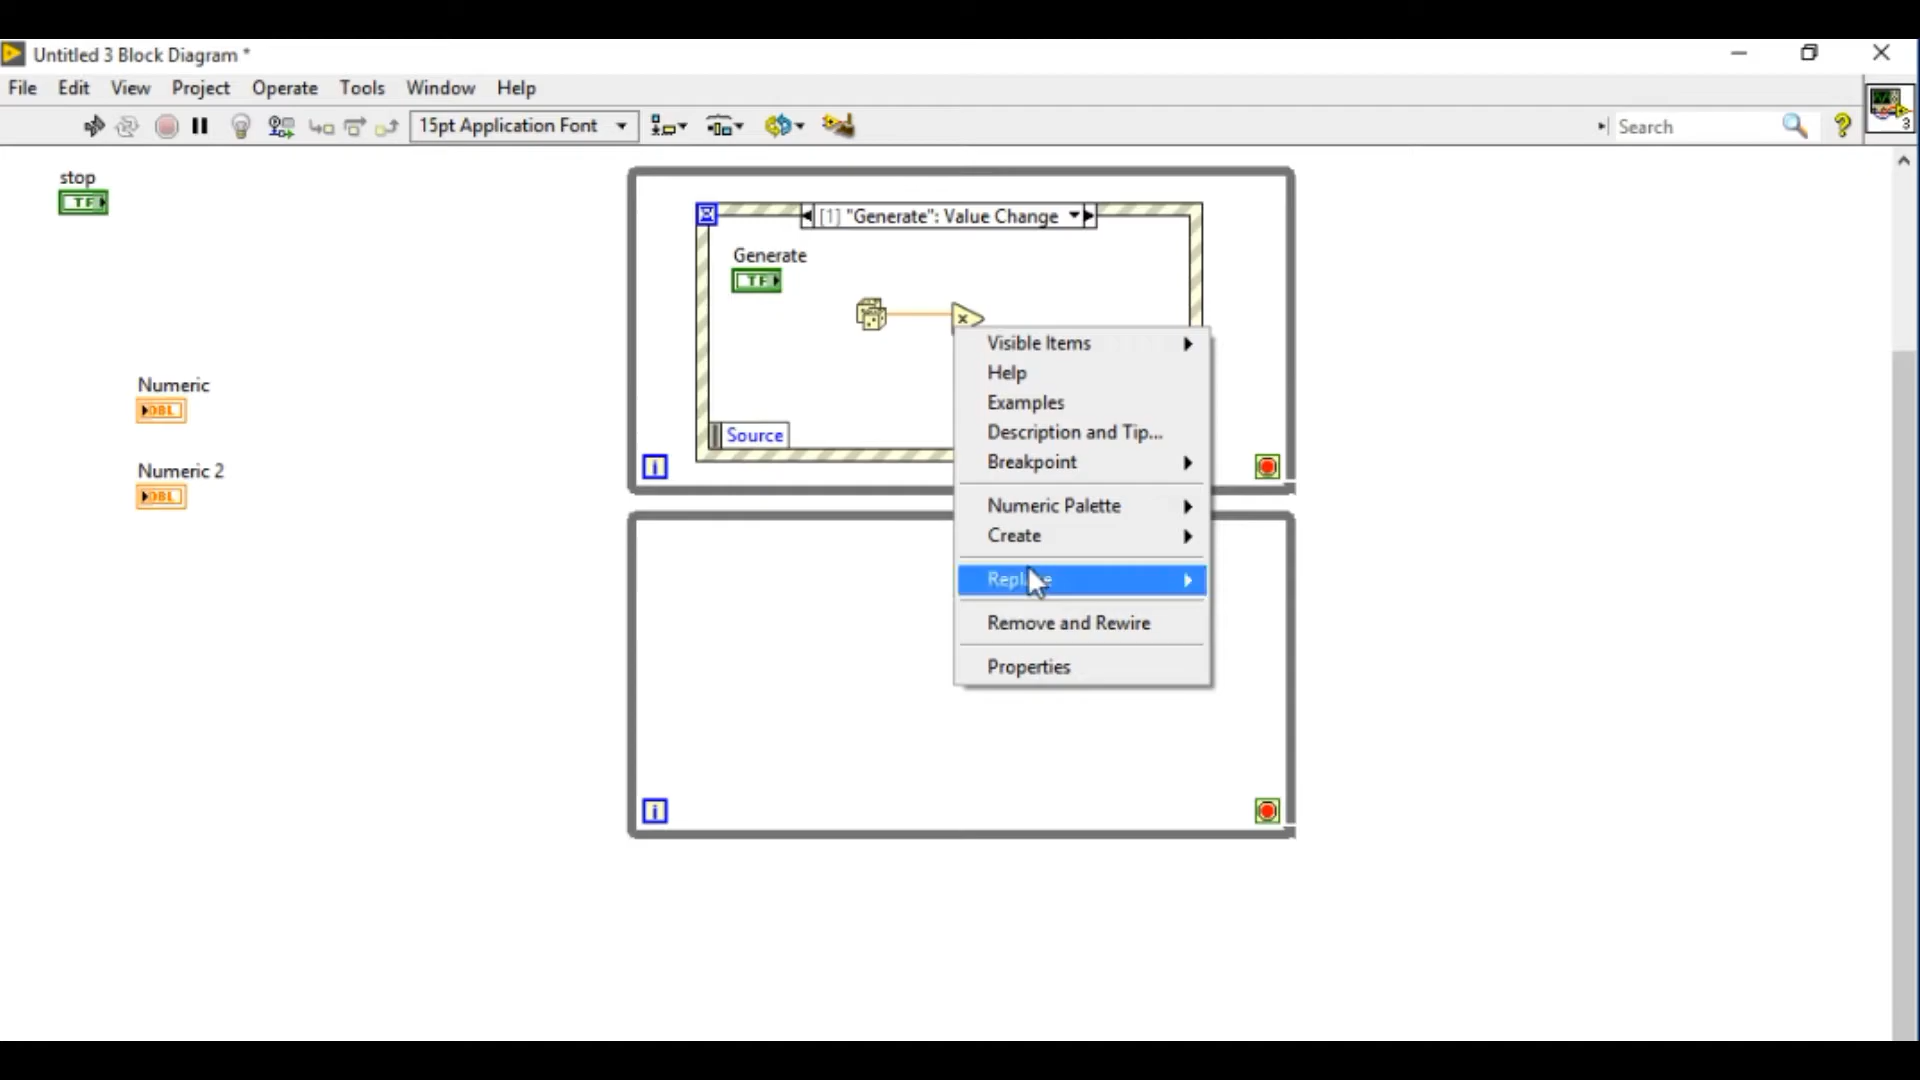 Untitled 3 Block Diagram *
File Edit View Project Operate Tools Window Help
15pt Application Font
Search
?
3
stop
TF
[1] "Generate": Value Change
Generate
TF
x
Numeric
DBL
Numeric 2
DBL
Source
i
Visible Items
Help
Examples
Description and Tip...
Breakpoint
Numeric Palette
Create
Replace
Remove and Rewire
Properties
i